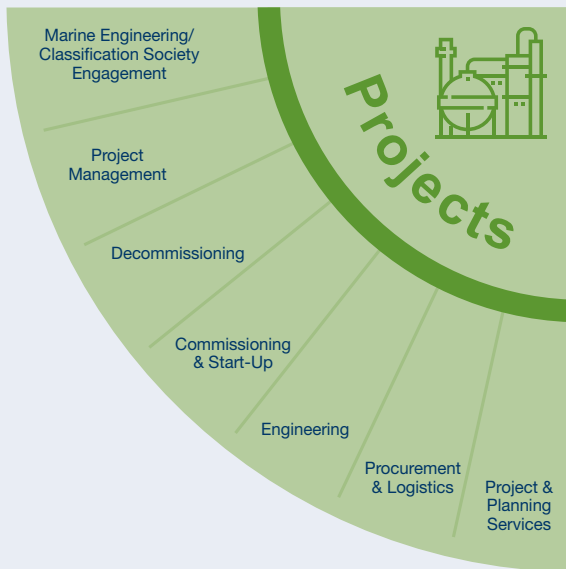 Projects
Marine Engineering/
Classification Society
Engagement
Project
Management
Decommissioning
Commissioning
& Start-Up
Engineering
Procurement
& Logistics
Project &
Planning
Services